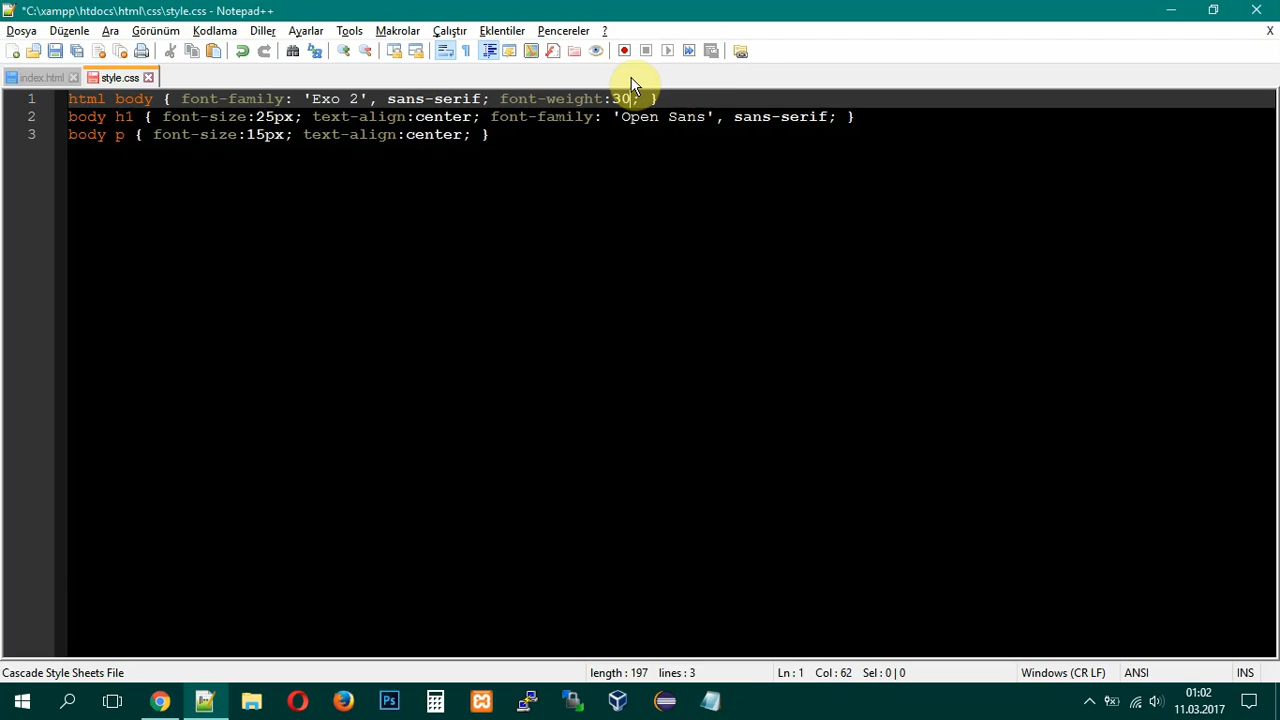 *C:\xampp\htdocs\html\css\style.css - Notepad++
Dosya Düzenle Ara Görünüm Kodlama Diller Ayarlar Tools Makrolar Çalıştır Eklentiler Pencereler ? X
index.html style.css
1 html body { font-family: 'Exo 2', sans-serif; font-weight:30; }
2 body h1 { font-size:25px; text-align:center; font-family: 'Open Sans', sans-serif; }
3 body p { font-size:15px; text-align:center; }
Cascade Style Sheets File length : 197 lines : 3 Ln : 1 Col : 62 Sel : 0 | 0 Windows (CR LF) ANSI INS
Ps
01:02
11.03.2017